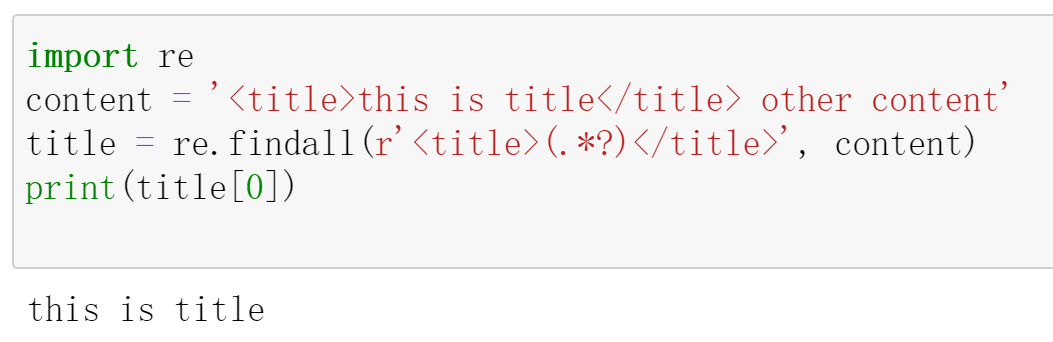 import re
content = '<title>this is title</title> other content'
title = re.findall(r'<title>(.*?)</title>', content)
print(title[0])
this is title